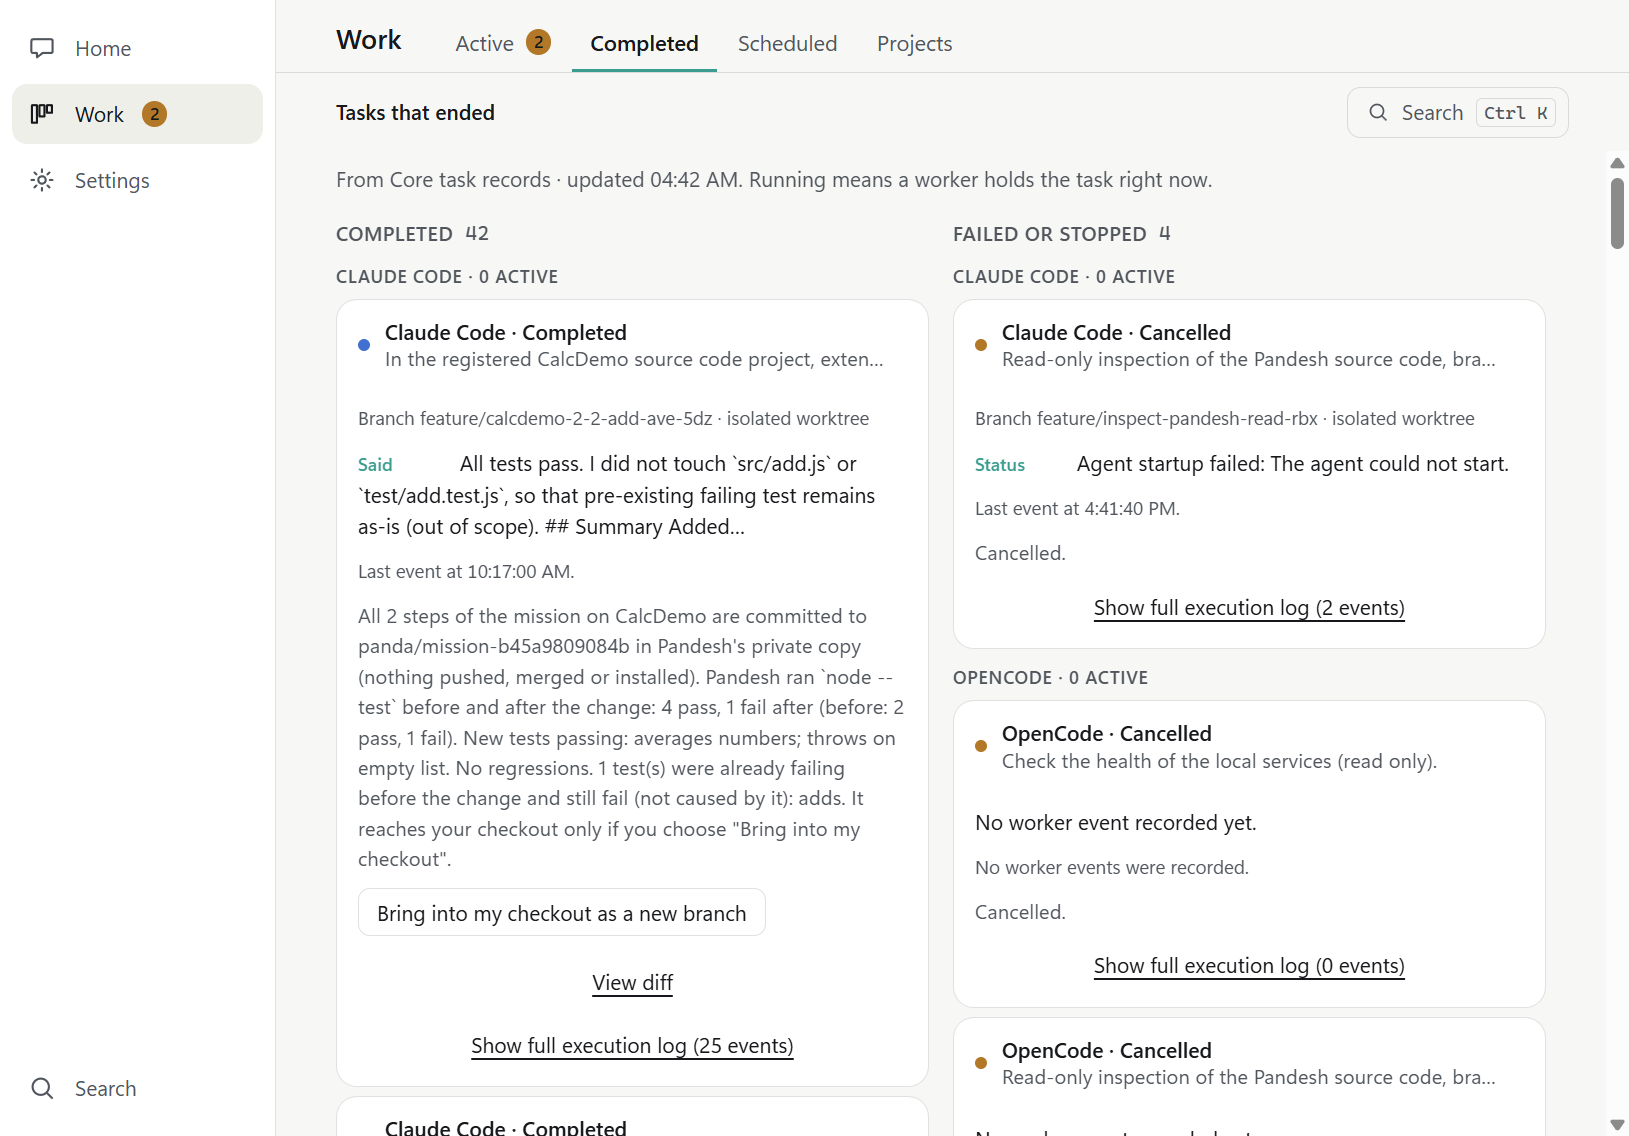 Home
Work 2
Settings
Search
Work
Active 2
Completed
Scheduled
Projects
Tasks that ended
Search Ctrl K
From Core task records · updated 04:42 AM. Running means a worker holds the task right now.
COMPLETED 42
CLAUDE CODE · 0 ACTIVE
Claude Code · Completed
In the registered CalcDemo source code project, exten...
Branch feature/calcdemo-2-2-add-ave-5dz · isolated worktree
Said All tests pass. I did not touch `src/add.js` or
`test/add.test.js`, so that pre-existing failing test remains
as-is (out of scope). ## Summary Added...
Last event at 10:17:00 AM.
All 2 steps of the mission on CalcDemo are committed to
panda/mission-b45a9809084b in Pandesh's private copy
(nothing pushed, merged or installed). Pandesh ran `node --
test` before and after the change: 4 pass, 1 fail after (before: 2
pass, 1 fail). New tests passing: averages numbers; throws on
empty list. No regressions. 1 test(s) were already failing
before the change and still fail (not caused by it): adds. It
reaches your checkout only if you choose "Bring into my
checkout".
Bring into my checkout as a new branch
View diff
Show full execution log (25 events)
Claude Code · Completed
FAILED OR STOPPED 4
CLAUDE CODE · 0 ACTIVE
Claude Code · Cancelled
Read-only inspection of the Pandesh source code, bra...
Branch feature/inspect-pandesh-read-rbx · isolated worktree
Status Agent startup failed: The agent could not start.
Last event at 4:41:40 PM.
Cancelled.
Show full execution log (2 events)
OPENCODE · 0 ACTIVE
OpenCode · Cancelled
Check the health of the local services (read only).
No worker event recorded yet.
No worker events were recorded.
Cancelled.
Show full execution log (0 events)
OpenCode · Cancelled
Read-only inspection of the Pandesh source code, bra...